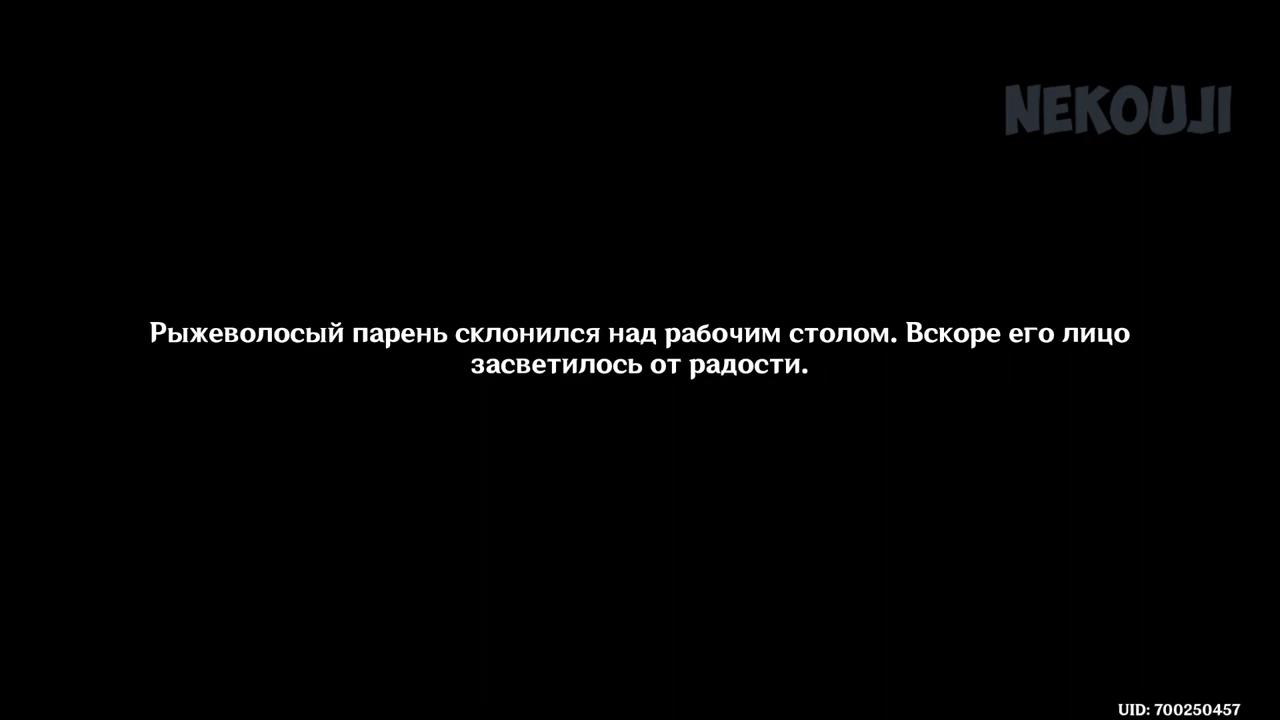 NEKOUJI
Рыжеволосый парень склонился над рабочим столом. Вскоре его лицо
засветилось от радости.
UID: 700250457